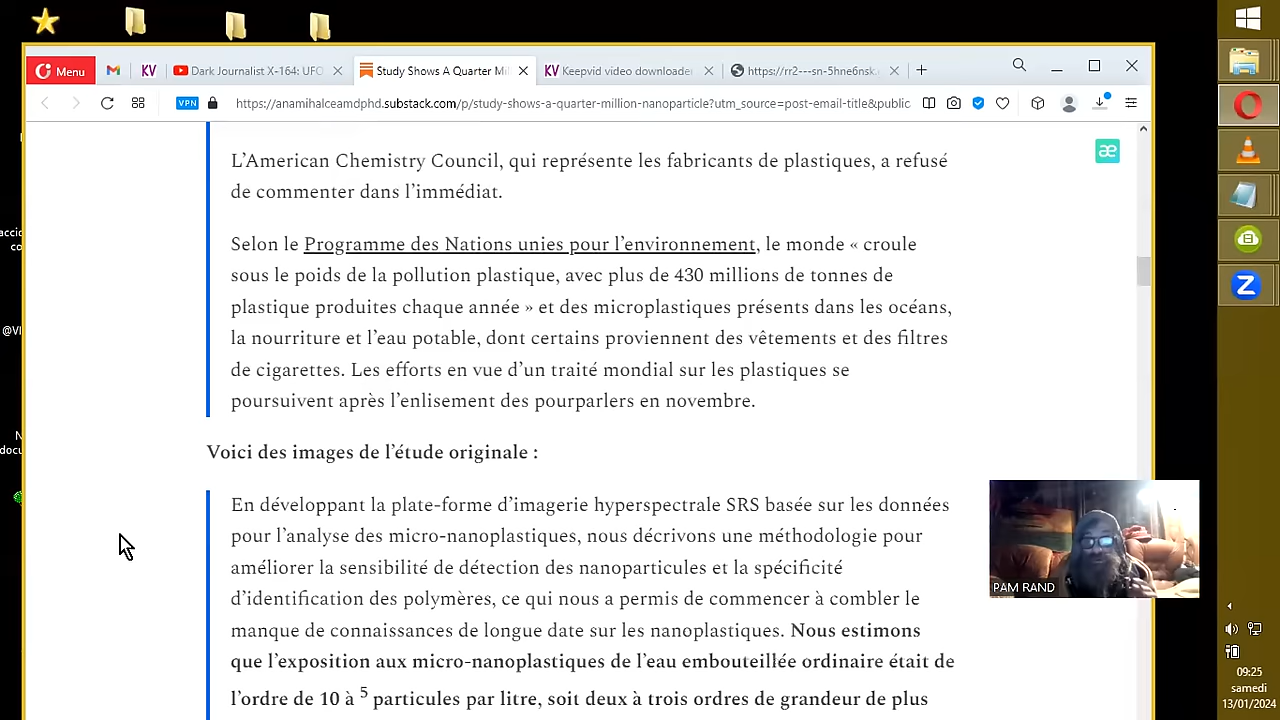 Menu
KV
Dark Journalist X-164: UFO
Study Shows A Quarter Mil
KV Keepvid video downloade
https://rr2---sn-5hne6nsk.
VPN
https://anamihalceamdphd.substack.com/p/study-shows-a-quarter-million-nanoparticle?utm_source=post-email-title&public
æ
L’American Chemistry Council, qui représente les fabricants de plastiques, a refusé
de commenter dans l’immédiat.
Selon le Programme des Nations unies pour l’environnement, le monde « croule
sous le poids de la pollution plastique, avec plus de 430 millions de tonnes de
plastique produites chaque année » et des microplastiques présents dans les océans,
la nourriture et l’eau potable, dont certains proviennent des vêtements et des filtres
de cigarettes. Les efforts en vue d’un traité mondial sur les plastiques se
poursuivent après l’enlisement des pourparlers en novembre.
Voici des images de l’étude originale :
En développant la plate-forme d’imagerie hyperspectrale SRS basée sur les données
pour l’analyse des micro-nanoplastiques, nous décrivons une méthodologie pour
améliorer la sensibilité de détection des nanoparticules et la spécificité
d’identification des polymères, ce qui nous a permis de commencer à combler le
manque de connaissances de longue date sur les nanoplastiques. Nous estimons
que l’exposition aux micro-nanoplastiques de l’eau embouteillée ordinaire était de
l’ordre de 10 à 5 particules par litre, soit deux à trois ordres de grandeur de plus
PAM RAND
Z
09:25
samedi
13/01/2024
accic
co
@VI
N
docu